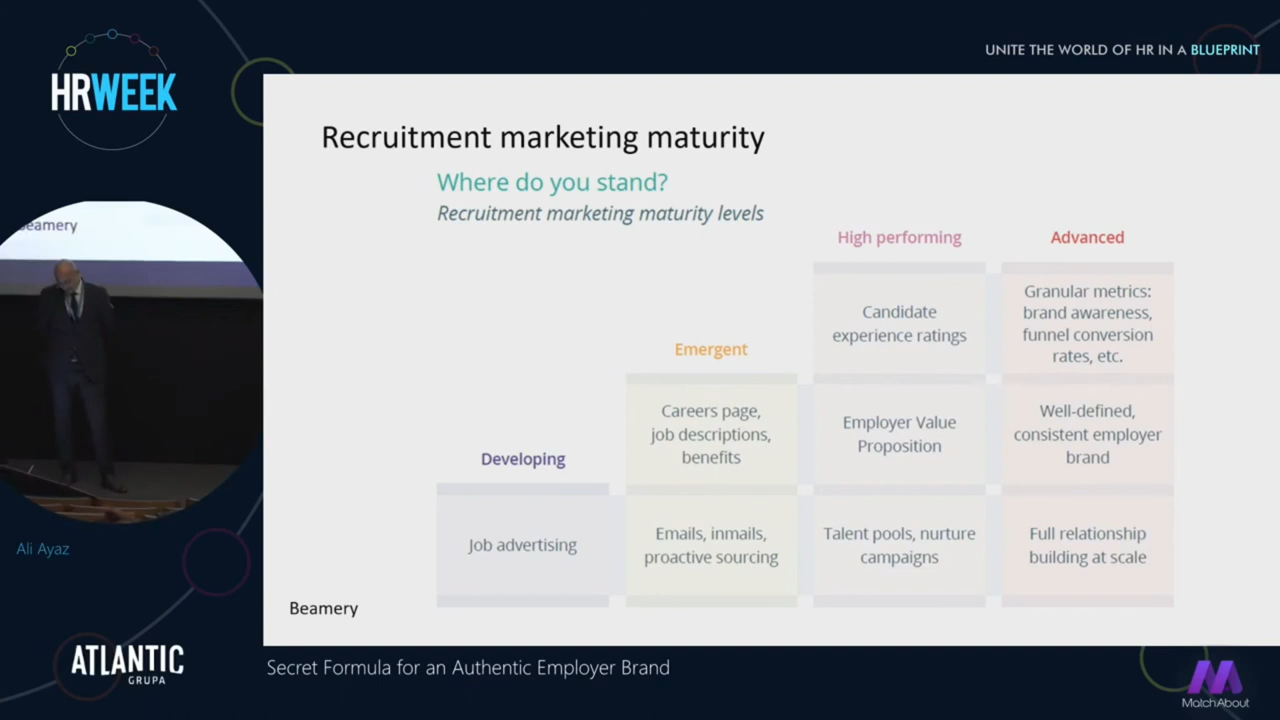 UNITE THE WORLD OF HR IN A BLUEPRINT
HRWEEK
Recruitment marketing maturity
Where do you stand?
Recruitment marketing maturity levels
Developing
Job advertising
Emergent
Careers page,
job descriptions,
benefits
Emails, inmails,
proactive sourcing
High performing
Candidate
experience ratings
Employer Value
Proposition
Talent pools, nurture
campaigns
Advanced
Granular metrics:
brand awareness,
funnel conversion
rates, etc.
Well-defined,
consistent employer
brand
Full relationship
building at scale
Beamery
eamery
Ali Ayaz
ATLANTIC
GRUPA
Secret Formula for an Authentic Employer Brand
MatchAbout